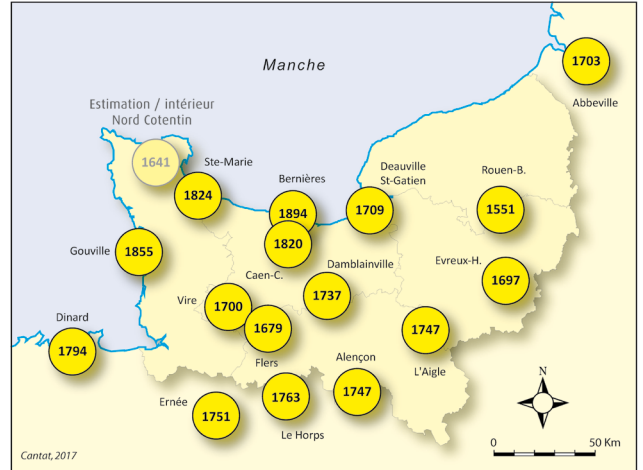 Manche
1703
Abbeville
Estimation / intérieur
Nord Cotentin
1641
Ste-Marie
1824
Bernières
1894
1820
Caen-C.
Deauville
St-Gatien
1709
Rouen-B.
1551
Gouville
1855
Damblainville
1737
Evreux-H.
1697
Vire
1700
1679
Flers
Dinard
1794
1747
L'Aigle
Alençon
1747
1763
Le Horps
Ernée
1751
N
0
50 Km
Cantat, 2017